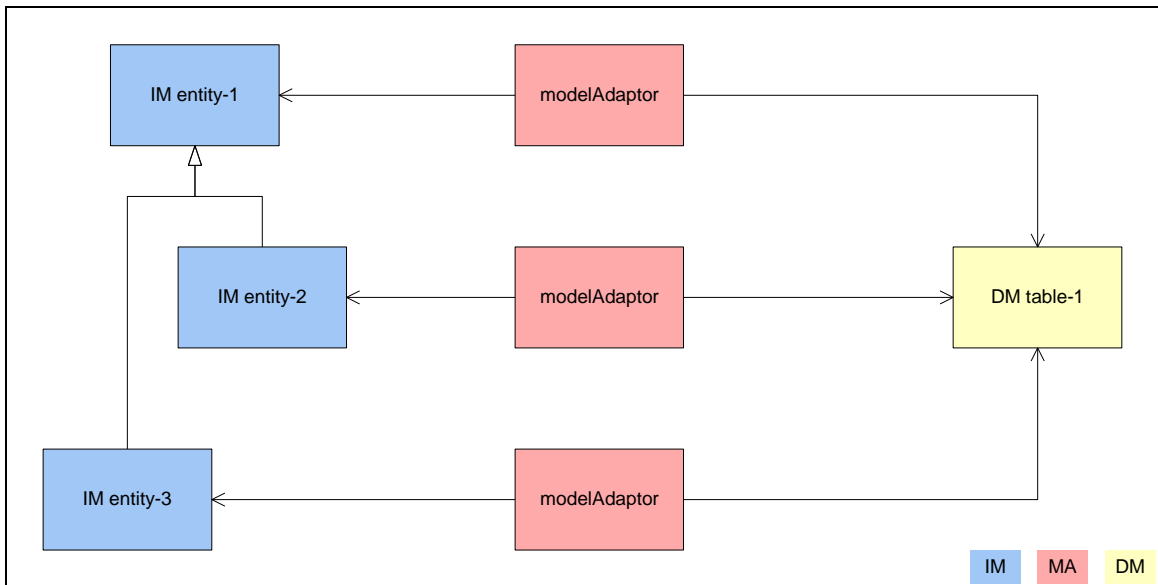 IM entity-1
modelAdaptor
IM entity-2
modelAdaptor
DM table-1
IM entity-3
modelAdaptor
IM
MA
DM